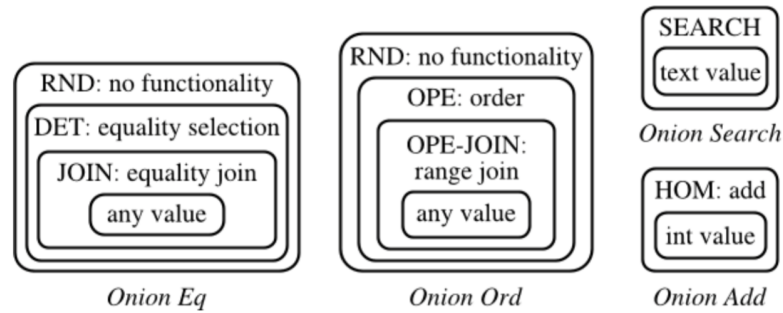 RND: no functionality
DET: equality selection
JOIN: equality join
any value
Onion Eq
RND: no functionality
OPE: order
OPE-JOIN:
range join
any value
Onion Ord
SEARCH
text value
Onion Search
HOM: add
int value
Onion Add